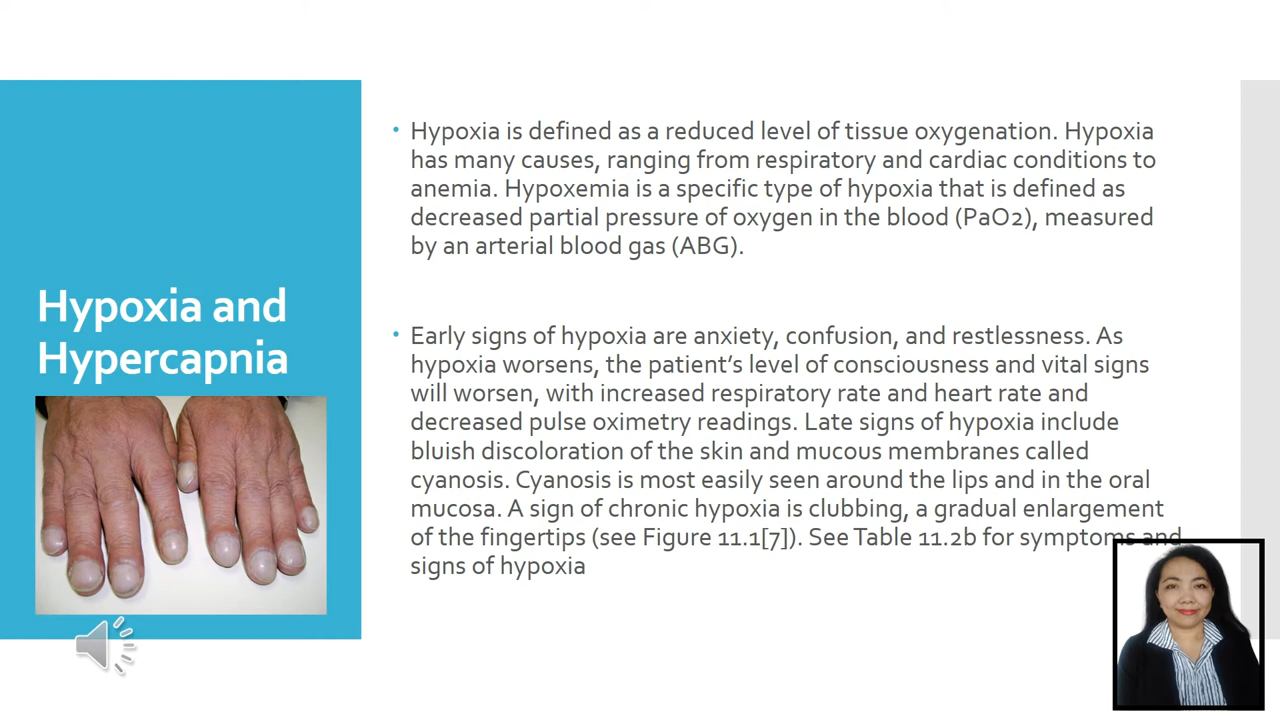 Hypoxia and
Hypercapnia
• Hypoxia is defined as a reduced level of tissue oxygenation. Hypoxia
has many causes, ranging from respiratory and cardiac conditions to
anemia. Hypoxemia is a specific type of hypoxia that is defined as
decreased partial pressure of oxygen in the blood (PaO2), measured
by an arterial blood gas (ABG).
• Early signs of hypoxia are anxiety, confusion, and restlessness. As
hypoxia worsens, the patient's level of consciousness and vital signs
will worsen, with increased respiratory rate and heart rate and
decreased pulse oximetry readings. Late signs of hypoxia include
bluish discoloration of the skin and mucous membranes called
cyanosis. Cyanosis is most easily seen around the lips and in the oral
mucosa. A sign of chronic hypoxia is clubbing, a gradual enlargement
of the fingertips (see Figure 11.1[7]). See Table 11.2b for symptoms and
signs of hypoxia